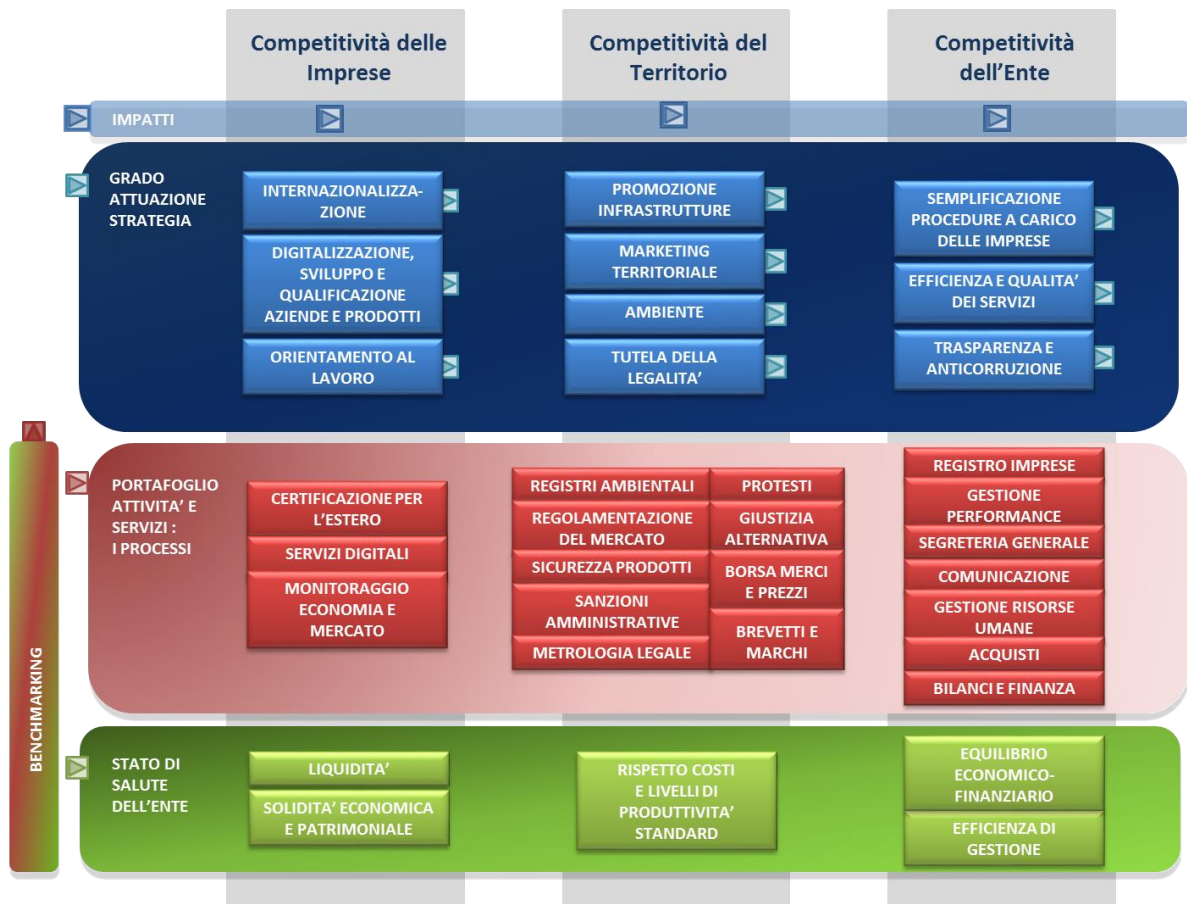 Competitività delle
Imprese
Competitività del
Territorio
Competitività
dell’Ente
IMPATTI
GRADO
ATTUAZIONE
STRATEGIA
INTERNAZIONALIZZA-
ZIONE
DIGITALIZZAZIONE,
SVILUPPO E
QUALIFICAZIONE
AZIENDE E PRODOTTI
ORIENTAMENTO AL
LAVORO
PROMOZIONE
INFRASTRUTTURE
MARKETING
TERRITORIALE
AMBIENTE
TUTELA DELLA
LEGALITA’
SEMPLIFICAZIONE
PROCEDURE A CARICO
DELLE IMPRESE
EFFICIENZA E QUALITA’
DEI SERVIZI
TRASPARENZA E
ANTICORRUZIONE
BENCHMARKING
PORTAFOGLIO
ATTIVITA’ E
SERVIZI :
I PROCESSI
CERTIFICAZIONE PER
L’ESTERO
SERVIZI DIGITALI
MONITORAGGIO
ECONOMIA E
MERCATO
REGISTRI AMBIENTALI
REGOLAMENTAZIONE
DEL MERCATO
SICUREZZA PRODOTTI
SANZIONI
AMMINISTRATIVE
METROLOGIA LEGALE
PROTESTI
GIUSTIZIA
ALTERNATIVA
BORSA MERCI
E PREZZI
BREVETTI E
MARCHI
REGISTRO IMPRESE
GESTIONE
PERFORMANCE
SEGRETERIA GENERALE
COMUNICAZIONE
GESTIONE RISORSE
UMANE
ACQUISTI
BILANCI E FINANZA
STATO DI
SALUTE
DELL’ENTE
LIQUIDITA’
SOLIDITA’ ECONOMICA
E PATRIMONIALE
RISPETTO COSTI
E LIVELLI DI
PRODUTTIVITA’
STANDARD
EQUILIBRIO
ECONOMICO-
FINANZIARIO
EFFICIENZA DI
GESTIONE